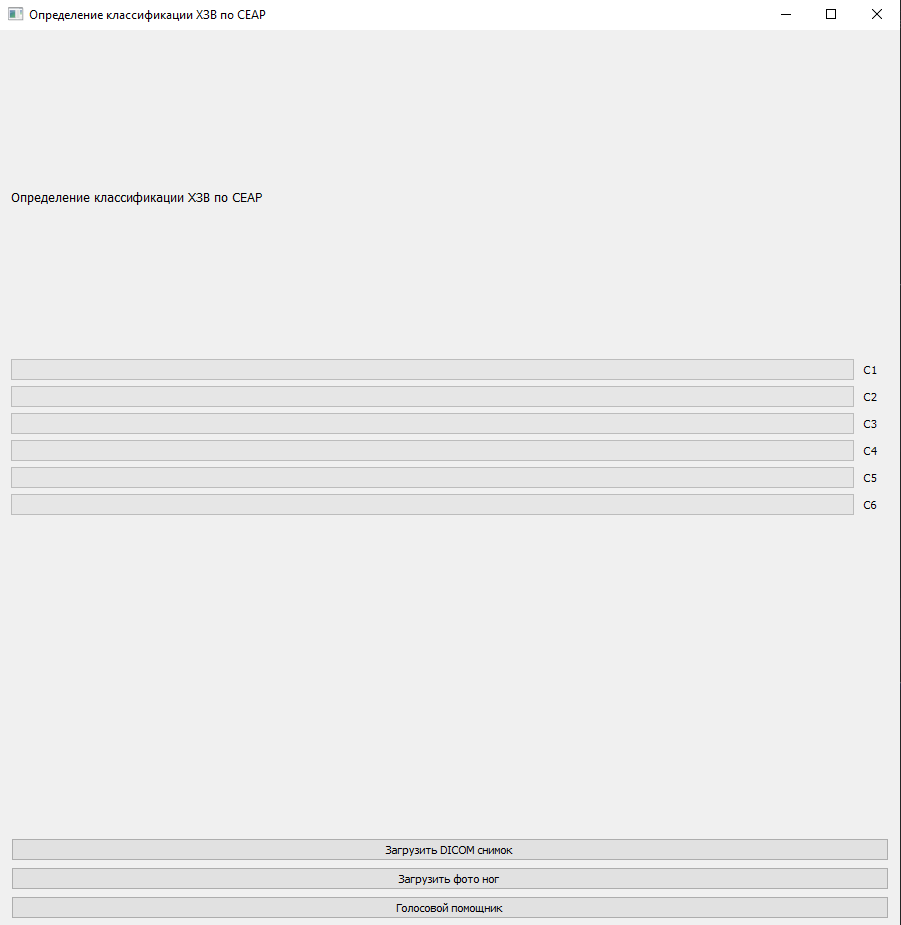 Определение классификации ХЗВ по CEAP
Определение классификации ХЗВ по CEAP
C1
C2
C3
C4
C5
C6
Загрузить DICOM снимок
Загрузить фото ног
Голосовой помощник